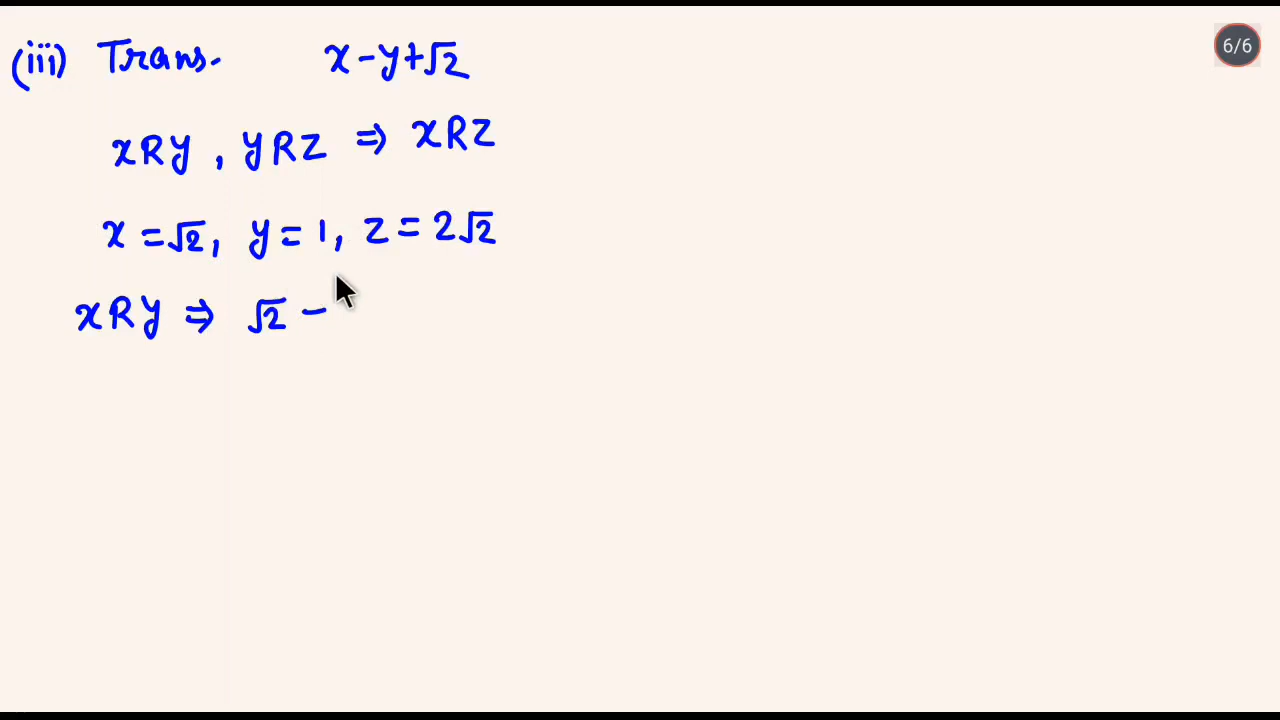 (iii) Trans. x-y+√2
6/6
xRy, yRz ⇒ xRz
x=√2, y=1, z=2√2
xRy ⇒ √2 -